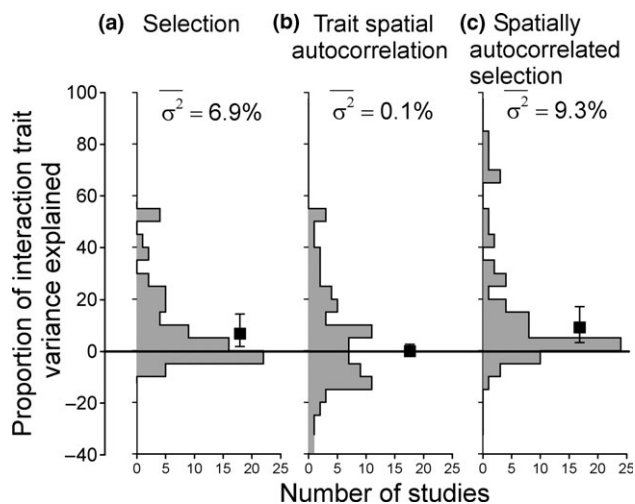 (a) Selection
(b) Trait spatial autocorrelation
(c) Spatially autocorrelated selection
σ² = 6.9%
σ² = 0.1%
σ² = 9.3%
Proportion of interaction trait variance explained
100
80
60
40
20
0
−20
−40
0 5 10 15 20 25
0 5 10 15 20 25
0 5 10 15 20 25
Number of studies